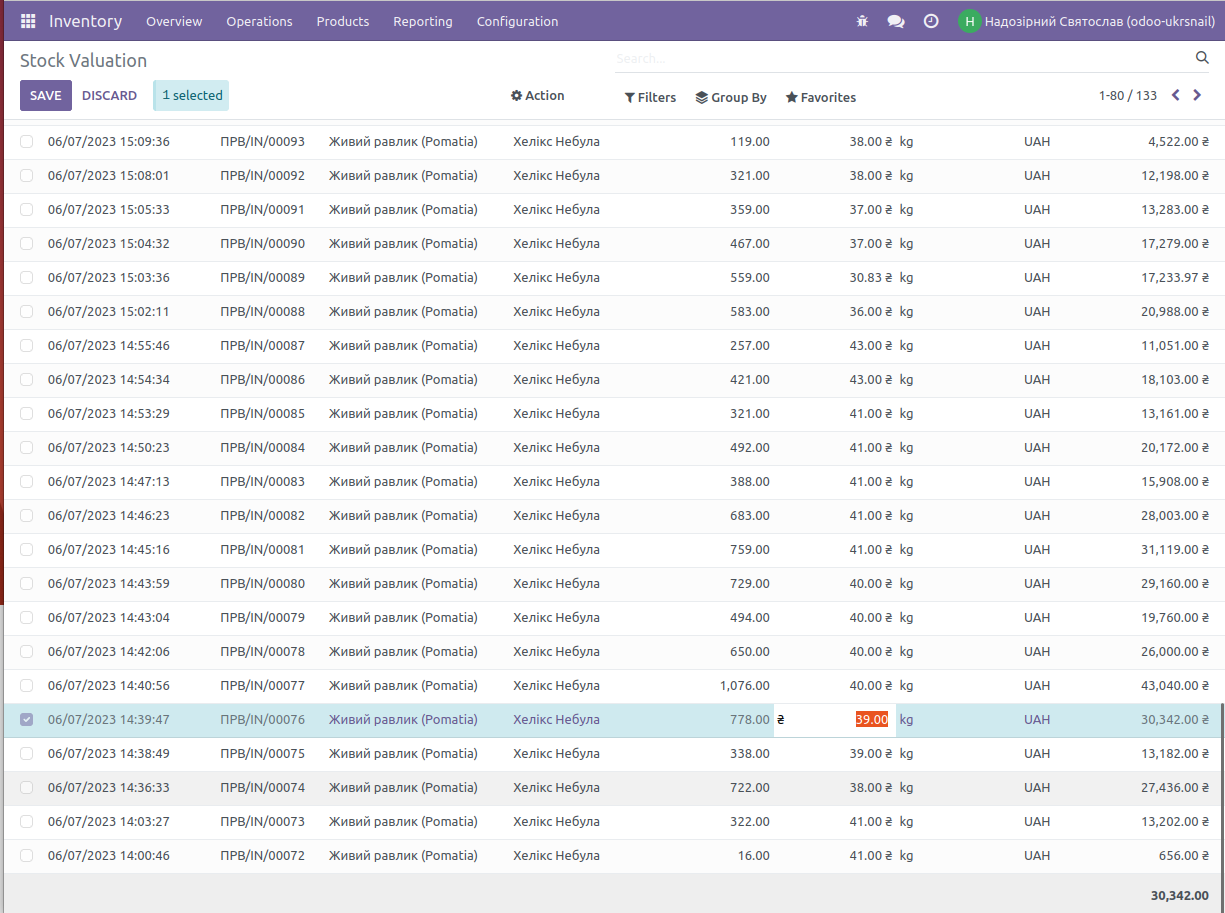 Inventory Overview Operations Products Reporting Configuration H Надозірний Святослав (odoo-ukrsnail)
Stock Valuation Search...
SAVE DISCARD 1 selected Action Filters Group By Favorites 1-80 / 133
06/07/2023 15:09:36 ПРВ/IN/00093 Живий равлик (Pomatia) Хелікс Небула 119.00 38.00 ₴ kg UAH 4,522.00 ₴
06/07/2023 15:08:01 ПРВ/IN/00092 Живий равлик (Pomatia) Хелікс Небула 321.00 38.00 ₴ kg UAH 12,198.00 ₴
06/07/2023 15:05:33 ПРВ/IN/00091 Живий равлик (Pomatia) Хелікс Небула 359.00 37.00 ₴ kg UAH 13,283.00 ₴
06/07/2023 15:04:32 ПРВ/IN/00090 Живий равлик (Pomatia) Хелікс Небула 467.00 37.00 ₴ kg UAH 17,279.00 ₴
06/07/2023 15:03:36 ПРВ/IN/00089 Живий равлик (Pomatia) Хелікс Небула 559.00 30.83 ₴ kg UAH 17,233.97 ₴
06/07/2023 15:02:11 ПРВ/IN/00088 Живий равлик (Pomatia) Хелікс Небула 583.00 36.00 ₴ kg UAH 20,988.00 ₴
06/07/2023 14:55:46 ПРВ/IN/00087 Живий равлик (Pomatia) Хелікс Небула 257.00 43.00 ₴ kg UAH 11,051.00 ₴
06/07/2023 14:54:34 ПРВ/IN/00086 Живий равлик (Pomatia) Хелікс Небула 421.00 43.00 ₴ kg UAH 18,103.00 ₴
06/07/2023 14:53:29 ПРВ/IN/00085 Живий равлик (Pomatia) Хелікс Небула 321.00 41.00 ₴ kg UAH 13,161.00 ₴
06/07/2023 14:50:23 ПРВ/IN/00084 Живий равлик (Pomatia) Хелікс Небула 492.00 41.00 ₴ kg UAH 20,172.00 ₴
06/07/2023 14:47:13 ПРВ/IN/00083 Живий равлик (Pomatia) Хелікс Небула 388.00 41.00 ₴ kg UAH 15,908.00 ₴
06/07/2023 14:46:23 ПРВ/IN/00082 Живий равлик (Pomatia) Хелікс Небула 683.00 41.00 ₴ kg UAH 28,003.00 ₴
06/07/2023 14:45:16 ПРВ/IN/00081 Живий равлик (Pomatia) Хелікс Небула 759.00 41.00 ₴ kg UAH 31,119.00 ₴
06/07/2023 14:43:59 ПРВ/IN/00080 Живий равлик (Pomatia) Хелікс Небула 729.00 40.00 ₴ kg UAH 29,160.00 ₴
06/07/2023 14:43:04 ПРВ/IN/00079 Живий равлик (Pomatia) Хелікс Небула 494.00 40.00 ₴ kg UAH 19,760.00 ₴
06/07/2023 14:42:06 ПРВ/IN/00078 Живий равлик (Pomatia) Хелікс Небула 650.00 40.00 ₴ kg UAH 26,000.00 ₴
06/07/2023 14:40:56 ПРВ/IN/00077 Живий равлик (Pomatia) Хелікс Небула 1,076.00 40.00 ₴ kg UAH 43,040.00 ₴
06/07/2023 14:39:47 ПРВ/IN/00076 Живий равлик (Pomatia) Хелікс Небула 778.00 ₴ 39.00 kg UAH 30,342.00 ₴
06/07/2023 14:38:49 ПРВ/IN/00075 Живий равлик (Pomatia) Хелікс Небула 338.00 39.00 ₴ kg UAH 13,182.00 ₴
06/07/2023 14:36:33 ПРВ/IN/00074 Живий равлик (Pomatia) Хелікс Небула 722.00 38.00 ₴ kg UAH 27,436.00 ₴
06/07/2023 14:03:27 ПРВ/IN/00073 Живий равлик (Pomatia) Хелікс Небула 322.00 41.00 ₴ kg UAH 13,202.00 ₴
06/07/2023 14:00:46 ПРВ/IN/00072 Живий равлик (Pomatia) Хелікс Небула 16.00 41.00 ₴ kg UAH 656.00 ₴
30,342.00